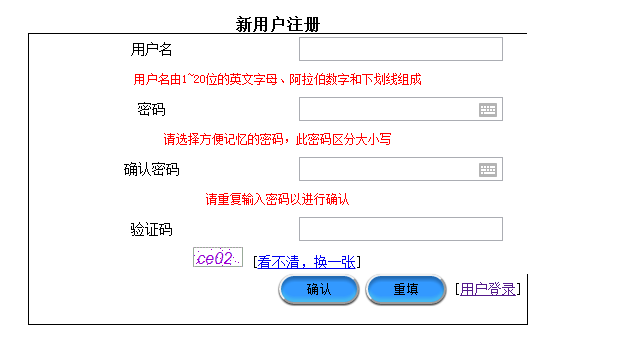 新用户注册
用户名
用户名由1~20位的英文字母、阿拉伯数字和下划线组成
密码
请选择方便记忆的密码，此密码区分大小写
确认密码
请重复输入密码以进行确认
验证码
ce02 [看不清，换一张]
确认 重填 [用户登录]